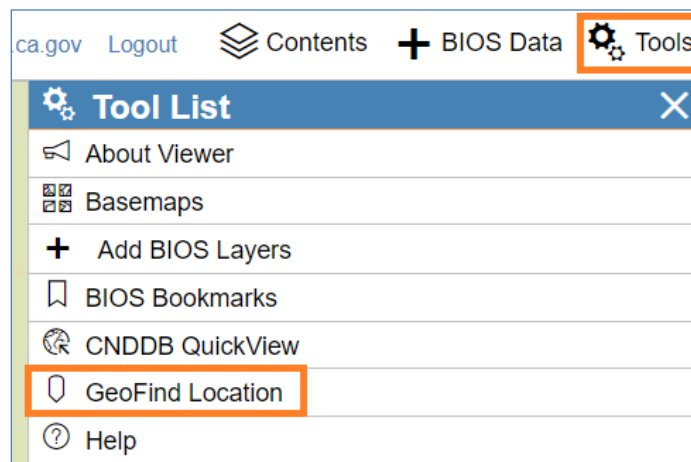 .ca.gov Logout Contents BIOS Data Tools
Tool List
About Viewer
Basemaps
Add BIOS Layers
BIOS Bookmarks
CNDDB QuickView
GeoFind Location
Help